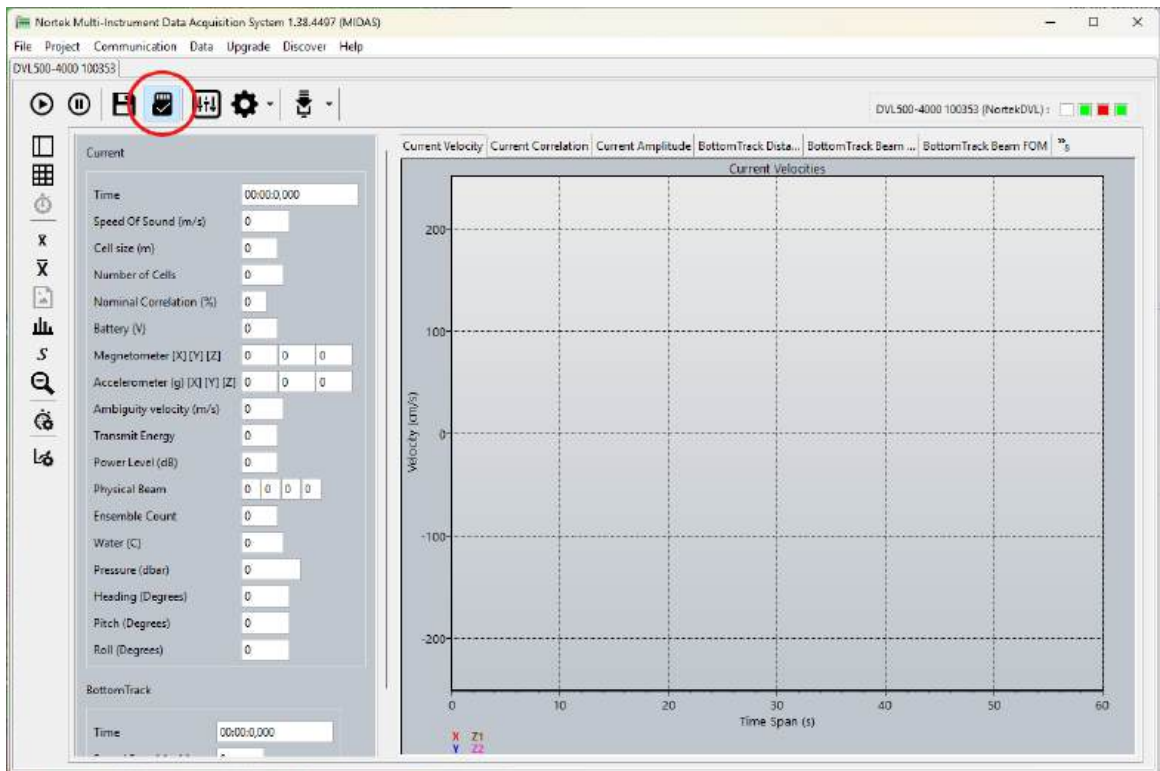 Nortek Multi-Instrument Data Acquisition System 1.38.4497 (MIDAS)
File Project Communication Data Upgrade Discover Help
DVL500-4000 100353
DVL500-4000 100353 (NortekDVL) :
Current
Time 00:00:0,000
Speed Of Sound (m/s) 0
Cell size (m) 0
Number of Cells 0
Nominal Correlation (%) 0
Battery (V) 0
Magnetometer [X] [Y] [Z] 0 0 0
Accelerometer (g) [X] [Y] [Z] 0 0 0
Ambiguity velocity (m/s) 0
Transmit Energy 0
Power Level (dB) 0
Physical Beam 0 0 0 0
Ensemble Count 0
Water (C) 0
Pressure (dbar) 0
Heading (Degrees) 0
Pitch (Degrees) 0
Roll (Degrees) 0
BottomTrack
Time 00:00:0,000
Current Velocity Current Correlation Current Amplitude BottomTrack Dista... BottomTrack Beam ... BottomTrack Beam FOM » 5
Current Velocities
200
100
0
-100
-200
Velocity (cm/s)
0 10 20 30 40 50 60
Time Span (s)
X Z1
Y Z2
x
x̅
S